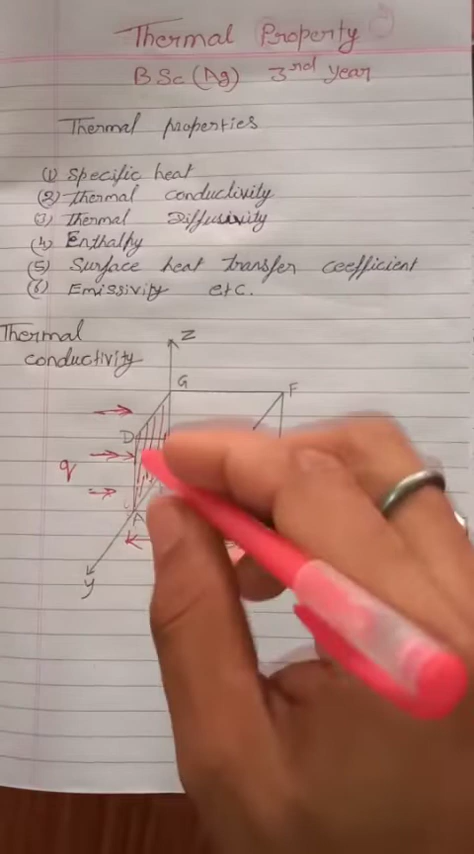 Thermal Property
BSc(Ag) 3rd year
Thermal properties
(1) Specific heat
(2) Thermal conductivity
(3) Thermal Diffusivity
(4) Enthalpy
(5) Surface heat transfer coefficient
(6) Emissivity etc.
Thermal conductivity
Z
G
F
D
q
A
y